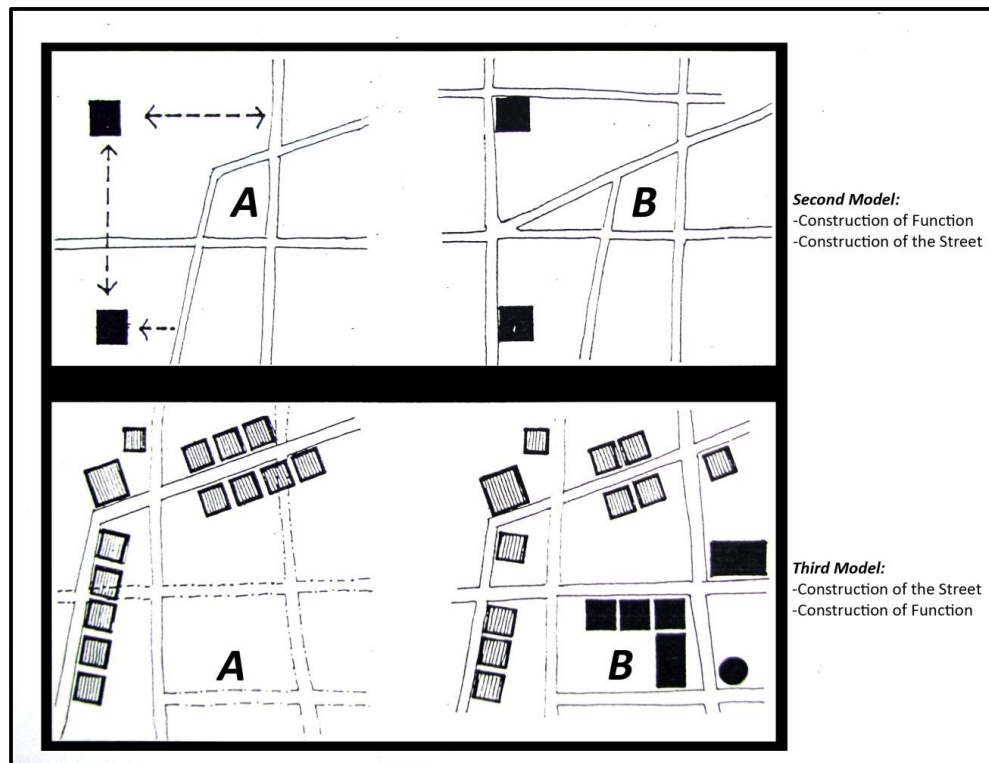 A
B
Second Model:
-Construction of Function
-Construction of the Street
A
B
Third Model:
-Construction of the Street
-Construction of Function